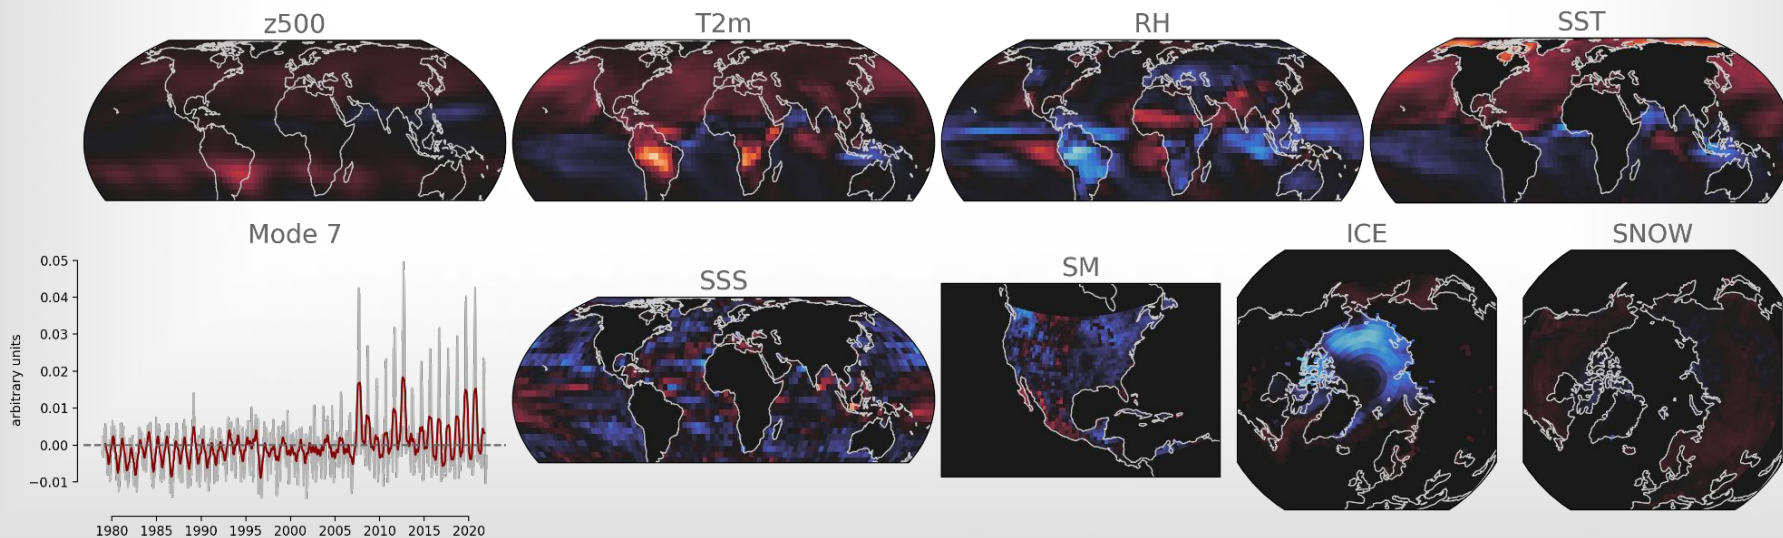 z500
T2m
RH
SST
Mode 7
SSS
SM
ICE
SNOW
arbitrary units
0.05
0.04
0.03
0.02
0.01
0.00
−0.01
1980 1985 1990 1995 2000 2005 2010 2015 2020